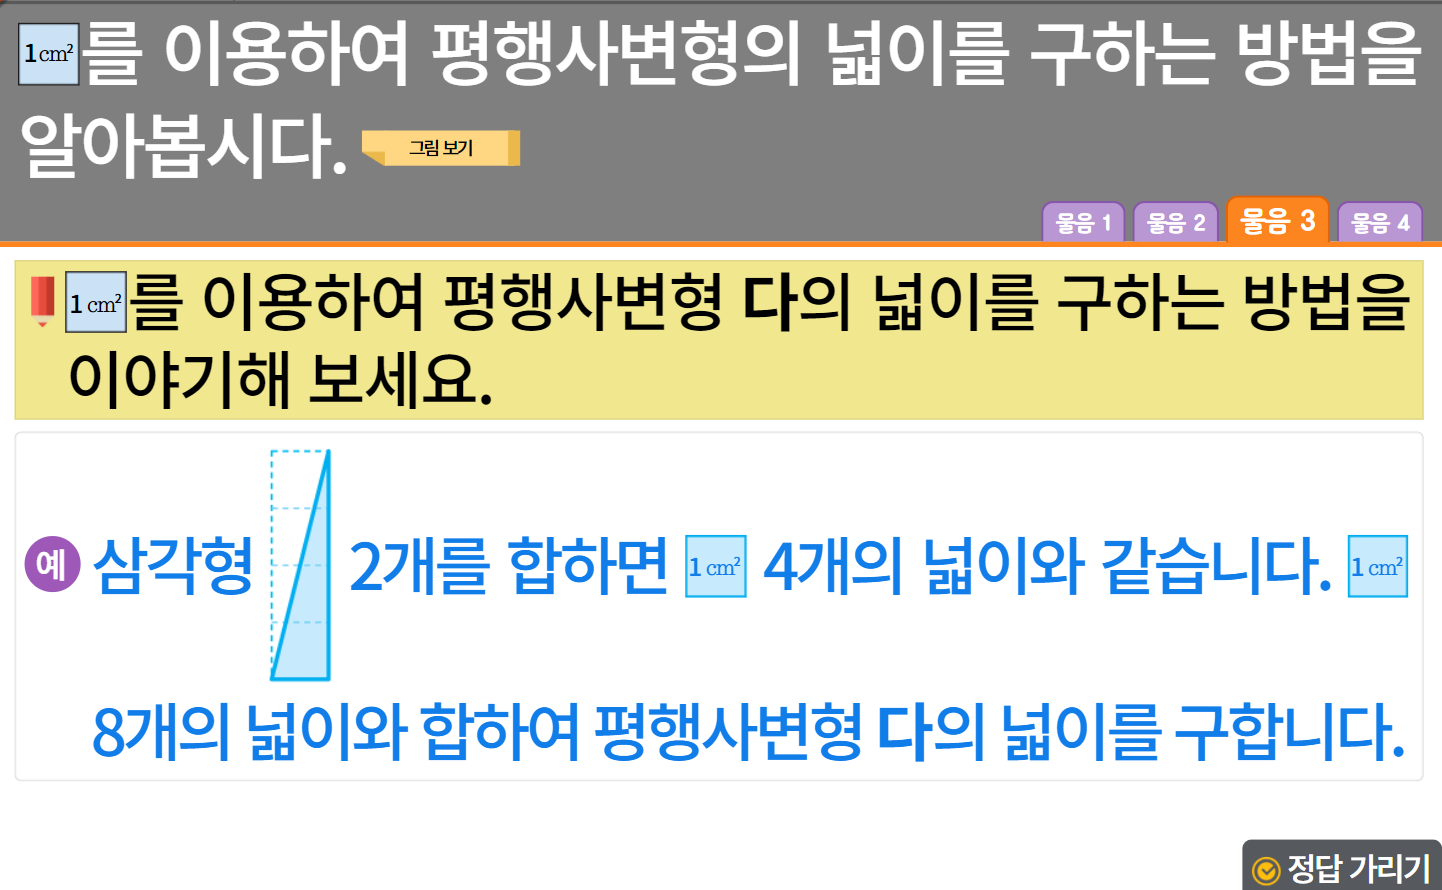 1cm²를 이용하여 평행사변형의 넓이를 구하는 방법을
알아봅시다. 그림 보기
물음 1 물음 2 물음 3 물음 4
1 cm²를 이용하여 평행사변형 다의 넓이를 구하는 방법을
이야기해 보세요.
예 삼각형 2개를 합하면 1 cm² 4개의 넓이와 같습니다. 1 cm²
8개의 넓이와 합하여 평행사변형 다의 넓이를 구합니다.
정답 가리기